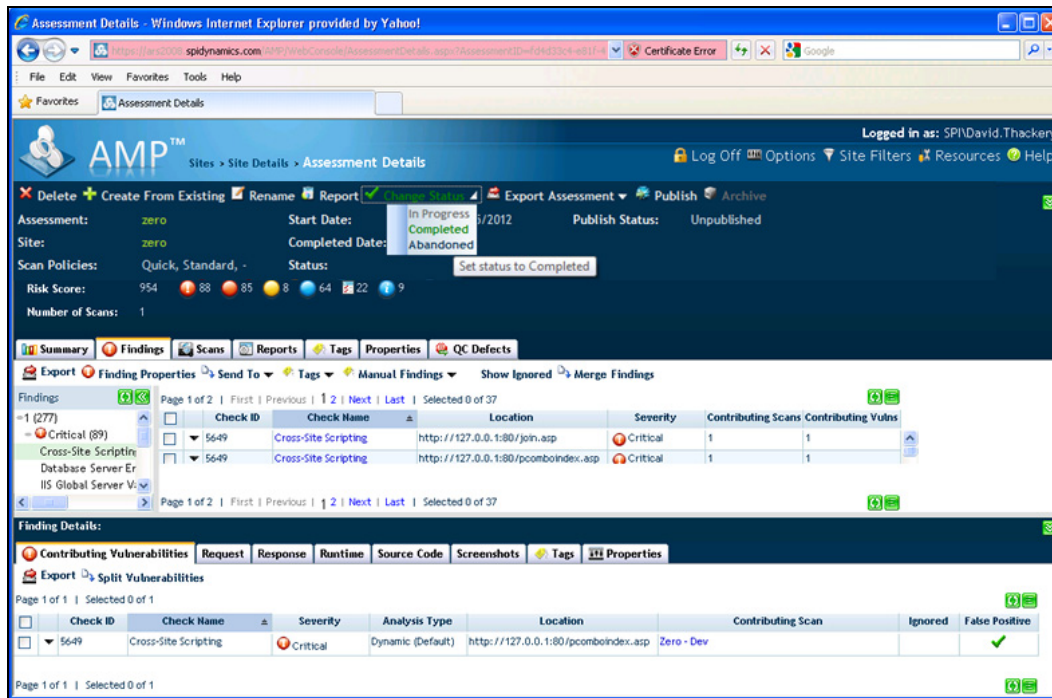 Assessment Details - Windows Internet Explorer provided by Yahoo!
spidynamics.com Certificate Error Google
File Edit View Favorites Tools Help
Favorites Assessment Details
Logged in as: SPI\David.Thackery
AMP™ Sites > Site Details > Assessment Details
Log Off Options Site Filters Resources Help
Delete Create From Existing Rename Report Change Status Export Assessment Publish Archive
In Progress
Completed
Abandoned
Set status to Completed
Assessment: zero Start Date: /2012 Publish Status: Unpublished
Site: zero Completed Date:
Scan Policies: Quick, Standard, - Status:
Risk Score: 954 88 85 8 64 22 9
Number of Scans: 1
Summary Findings Scans Reports Tags Properties QC Defects
Export Finding Properties Send To Tags Manual Findings Show Ignored Merge Findings
Findings
1 (277)
Critical (89)
Cross-Site Scripting
Database Server Er
IIS Global Server
Page 1 of 2 | First | Previous | 1 2 | Next | Last | Selected 0 of 37
Check ID Check Name Location Severity Contributing Scans Contributing Vulns
5649 Cross-Site Scripting http://127.0.0.1:80/join.asp Critical 1 1
5649 Cross-Site Scripting http://127.0.0.1:80/pcomboindex.asp Critical 1 1
Page 1 of 2 | First | Previous | 1 2 | Next | Last | Selected 0 of 37
Finding Details:
Contributing Vulnerabilities Request Response Runtime Source Code Screenshots Tags Properties
Export Split Vulnerabilities
Page 1 of 1 | Selected 0 of 1
Check ID Check Name Severity Analysis Type Location Contributing Scan Ignored False Positive
5649 Cross-Site Scripting Critical Dynamic (Default) http://127.0.0.1:80/pcomboindex.asp Zero - Dev
Page 1 of 1 | Selected 0 of 1